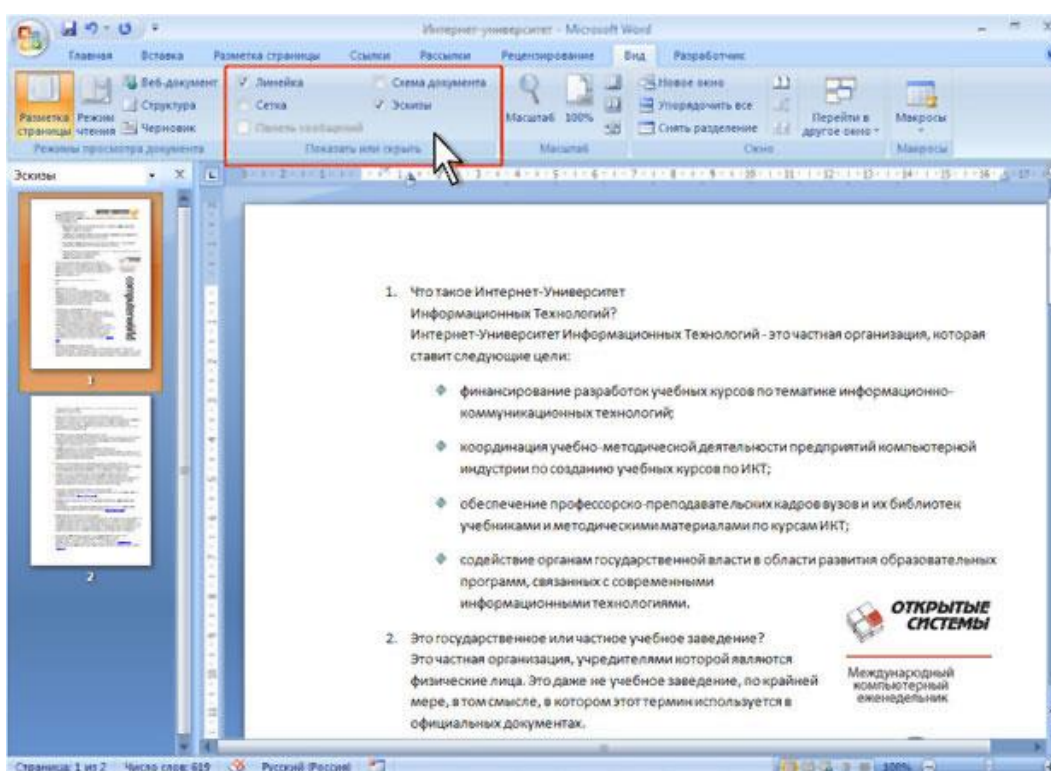 Интернет-университет - Microsoft Word
Главная Вставка Разметка страницы Ссылки Рассылки Рецензирование Вид Разработчик
Разметка страницы
Режим чтения
Веб-документ
Структура
Черновик
Режимы просмотра документа
Линейка
Сетка
Панель сообщений
Схема документа
Эскизы
Показать или скрыть
Масштаб
100%
Масштаб
Новое окно
Упорядочить все
Снять разделение
Перейти в другое окно
Окно
Макросы
Макросы
Эскизы
1
computerworld
2
1. Что такое Интернет-Университет
Информационных Технологий?
Интернет-Университет Информационных Технологий - это частная организация, которая
ставит следующие цели:
финансирование разработок учебных курсов по тематике информационно-
коммуникационных технологий;
координация учебно-методической деятельности предприятий компьютерной
индустрии по созданию учебных курсов по ИКТ;
обеспечение профессорско-преподавательских кадров вузов и их библиотек
учебниками и методическими материалами по курсам ИКТ;
содействие органам государственной власти в области развития образовательных
программ, связанных с современными
информационными технологиями.
ОТКРЫТЫЕ
СИСТЕМЫ
2. Это государственное или частное учебное заведение?
Это частная организация, учредителями которой являются
физические лица. Это даже не учебное заведение, по крайней
мере, в том смысле, в котором этот термин используется в
официальных документах.
Международный
компьютерный
еженедельник
Страница: 1 из 2 Число слов: 619 Русский (Россия) 100%